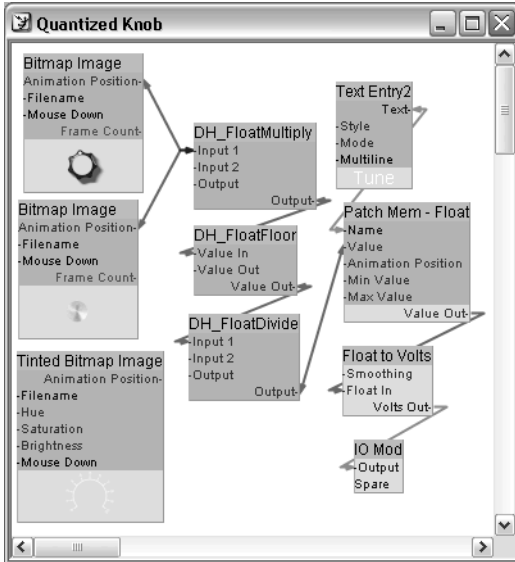 Quantized Knob
Bitmap Image
Animation Position-
-Filename
-Mouse Down
Frame Count-
Bitmap Image
Animation Position-
-Filename
-Mouse Down
Frame Count-
Tinted Bitmap Image
Animation Position-
-Filename
-Hue
-Saturation
-Brightness
-Mouse Down
DH_FloatMultiply
-Input 1
-Input 2
-Output
Output-
DH_FloatFloor
-Value In
-Value Out
Value Out-
DH_FloatDivide
-Input 1
-Input 2
-Output
Output-
Text Entry2
Text-
-Style
-Mode
-Multiline
Tune
Patch Mem - Float
-Name
-Value
-Animation Position
-Min Value
-Max Value
Value Out-
Float to Volts
-Smoothing
-Float In
Volts Out-
IO Mod
-Output
Spare